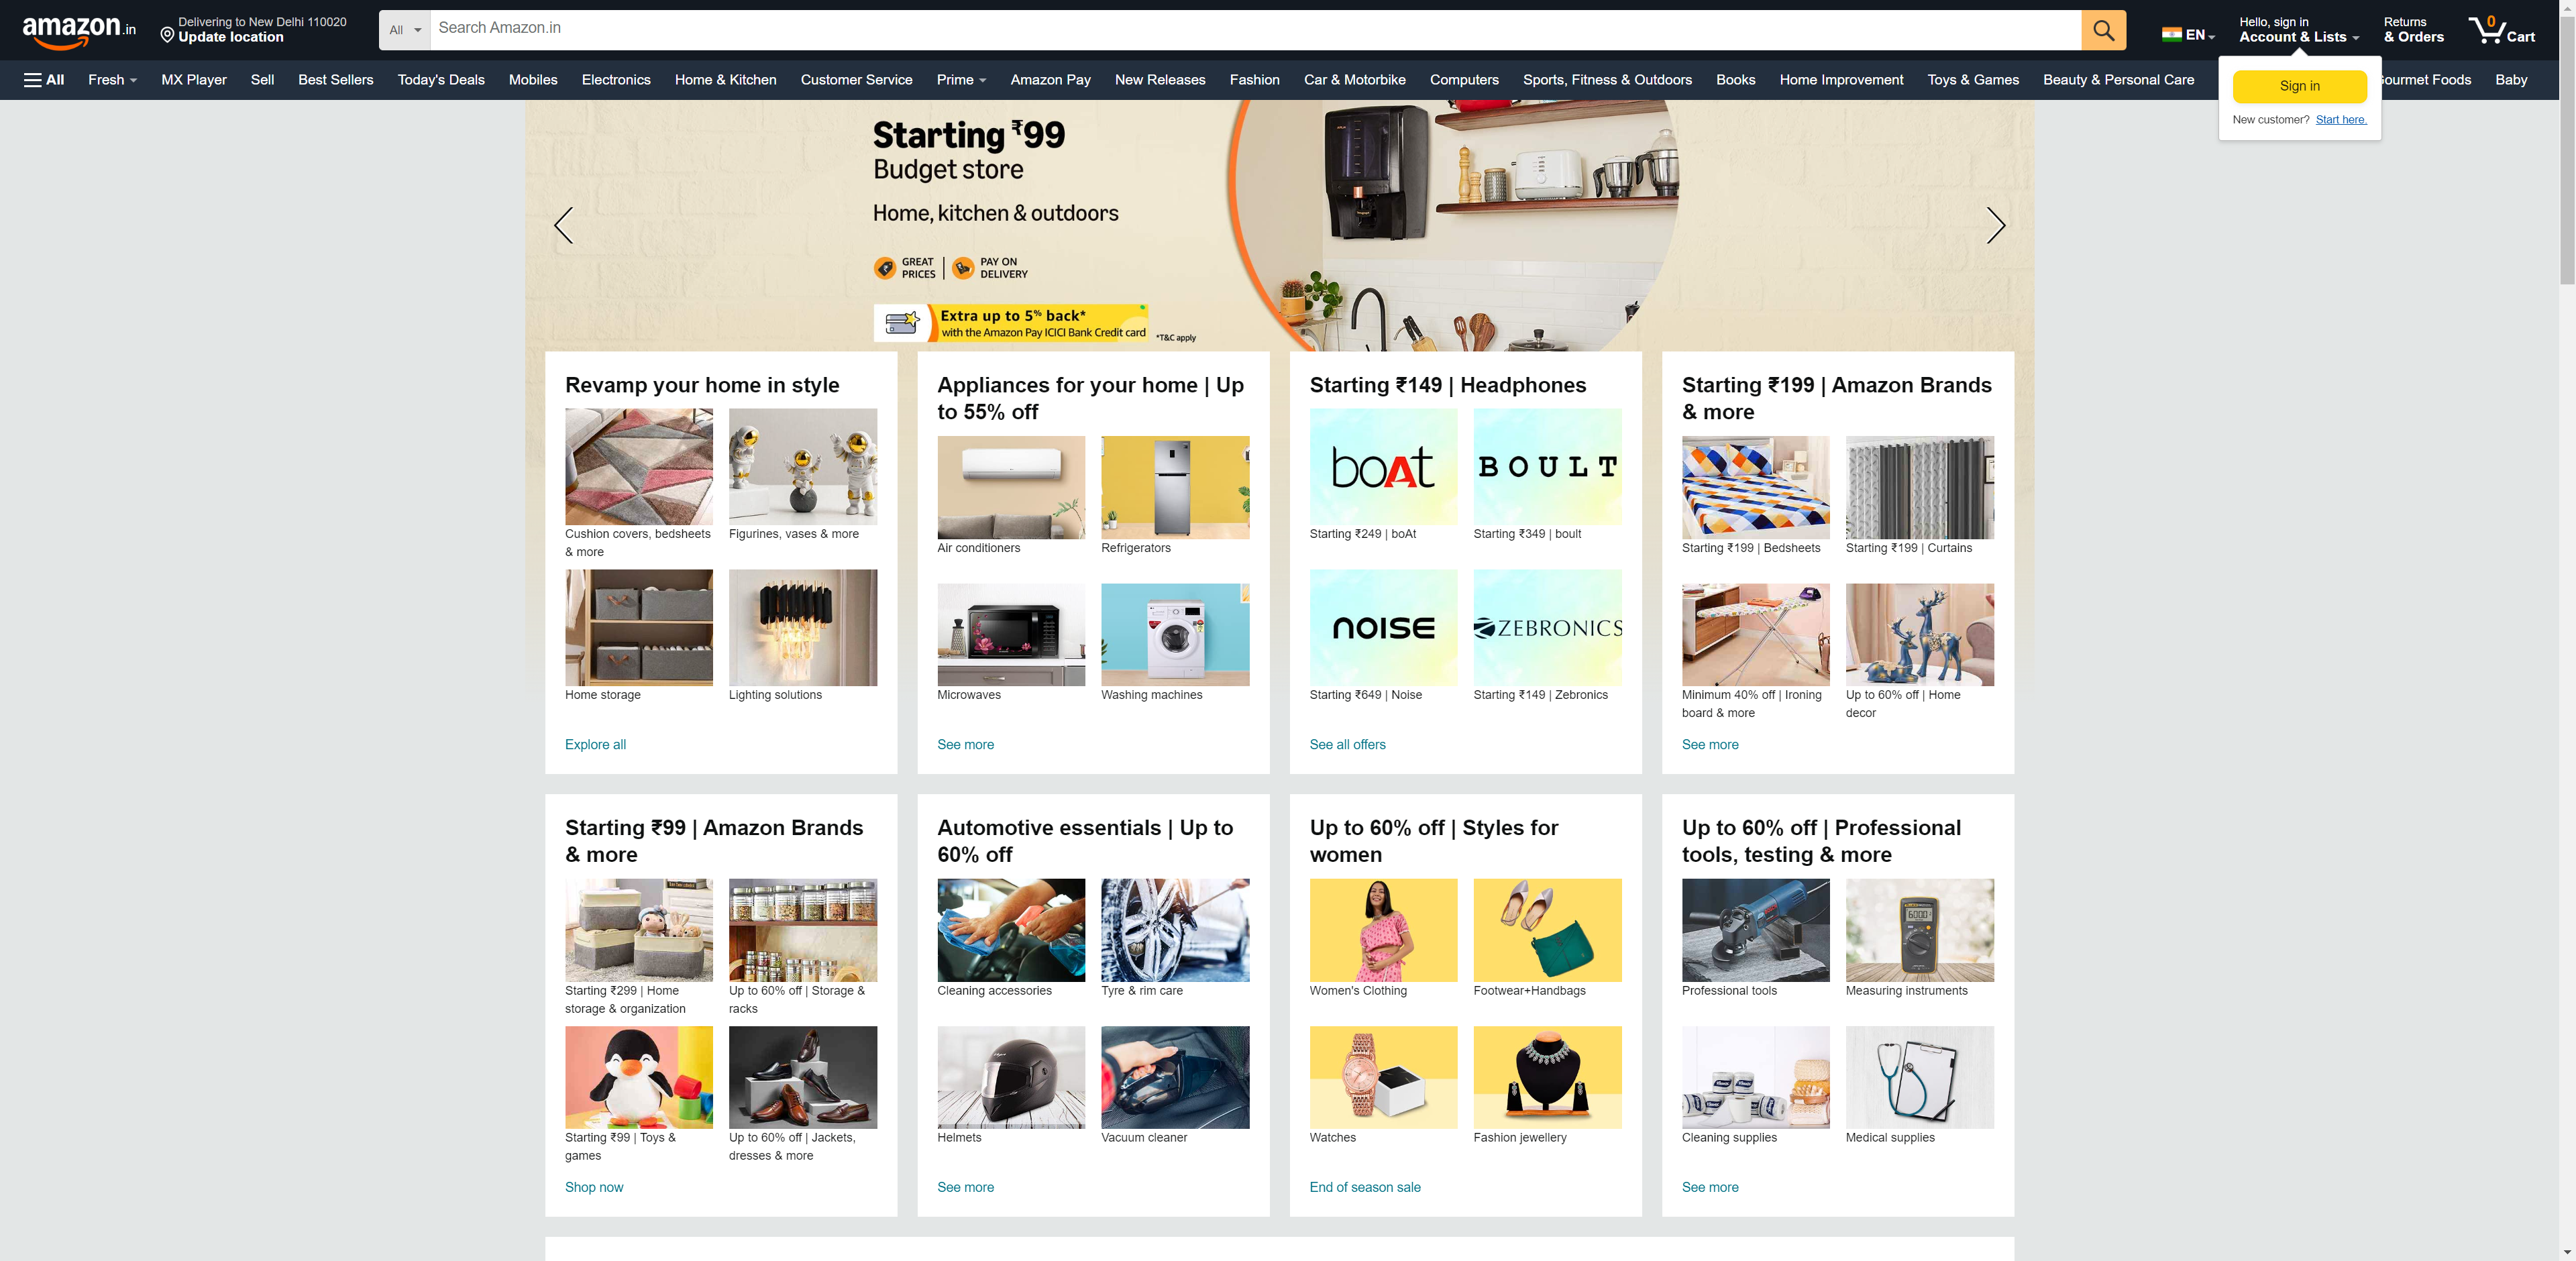 amazon.in
Delivering to New Delhi 110020
Update location
All
Search Amazon.in
EN
Hello, sign in
Account & Lists
Returns
& Orders
0
Cart
All
Fresh
MX Player
Sell
Best Sellers
Today's Deals
Mobiles
Electronics
Home & Kitchen
Customer Service
Prime
Amazon Pay
New Releases
Fashion
Car & Motorbike
Computers
Sports, Fitness & Outdoors
Books
Home Improvement
Toys & Games
Beauty & Personal Care
Gourmet Foods
Baby
Sign in
New customer? Start here.
Starting ₹99
Budget store
Home, kitchen & outdoors
GREAT
PRICES
PAY ON
DELIVERY
Extra up to 5% back*
with the Amazon Pay ICICI Bank Credit card
*T&C apply
Revamp your home in style
Cushion covers, bedsheets
& more
Figurines, vases & more
Home storage
Lighting solutions
Explore all
Appliances for your home | Up
to 55% off
Air conditioners
Refrigerators
Microwaves
Washing machines
See more
Starting ₹149 | Headphones
boAt
BOULT
Starting ₹249 | boAt
Starting ₹349 | boult
NOISE
ZEBRONICS
Starting ₹649 | Noise
Starting ₹149 | Zebronics
See all offers
Starting ₹199 | Amazon Brands
& more
Starting ₹199 | Bedsheets
Starting ₹199 | Curtains
Minimum 40% off | Ironing
board & more
Up to 60% off | Home
decor
See more
Starting ₹99 | Amazon Brands
& more
Starting ₹299 | Home
storage & organization
Up to 60% off | Storage &
racks
Starting ₹99 | Toys &
games
Up to 60% off | Jackets,
dresses & more
Shop now
Automotive essentials | Up to
60% off
Cleaning accessories
Tyre & rim care
Helmets
Vacuum cleaner
See more
Up to 60% off | Styles for
women
Women's Clothing
Footwear+Handbags
Watches
Fashion jewellery
End of season sale
Up to 60% off | Professional
tools, testing & more
6000
Professional tools
Measuring instruments
Cleaning supplies
Medical supplies
See more